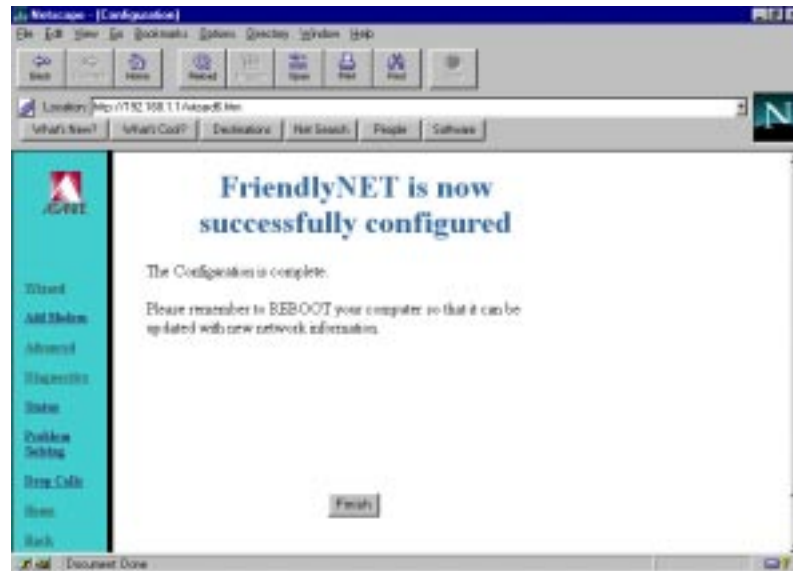 Netscape - [Configuration]
File Edit View Go Bookmarks Options Directory Window Help
Back Home Reload Open Print Find
Location: http://192.168.1.1/wizard6.htm
What's New? What's Cool? Destinations Net Search People Software
N
ASANTE
FriendlyNET is now
successfully configured
The Configuration is complete.
Please remember to REBOOT your computer so that it can be
updated with new network information.
Wizard
Add Modem
Advanced
Diagnostics
Status
Problem
Solving
Drop Calls
Home
Back
Finish
Document Done